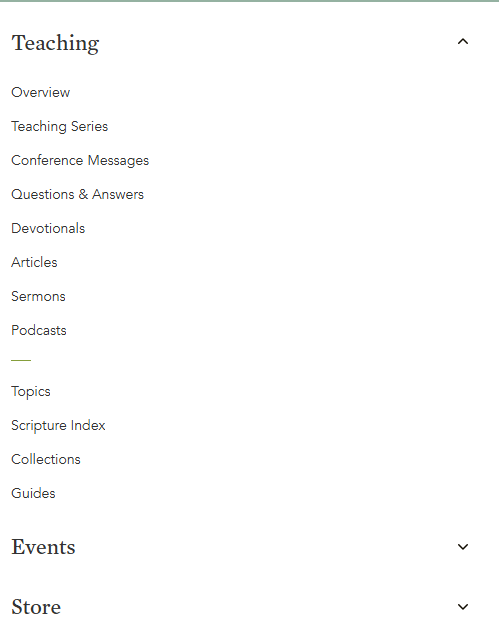 Teaching
Overview
Teaching Series
Conference Messages
Questions & Answers
Devotionals
Articles
Sermons
Podcasts
Topics
Scripture Index
Collections
Guides
Events
Store